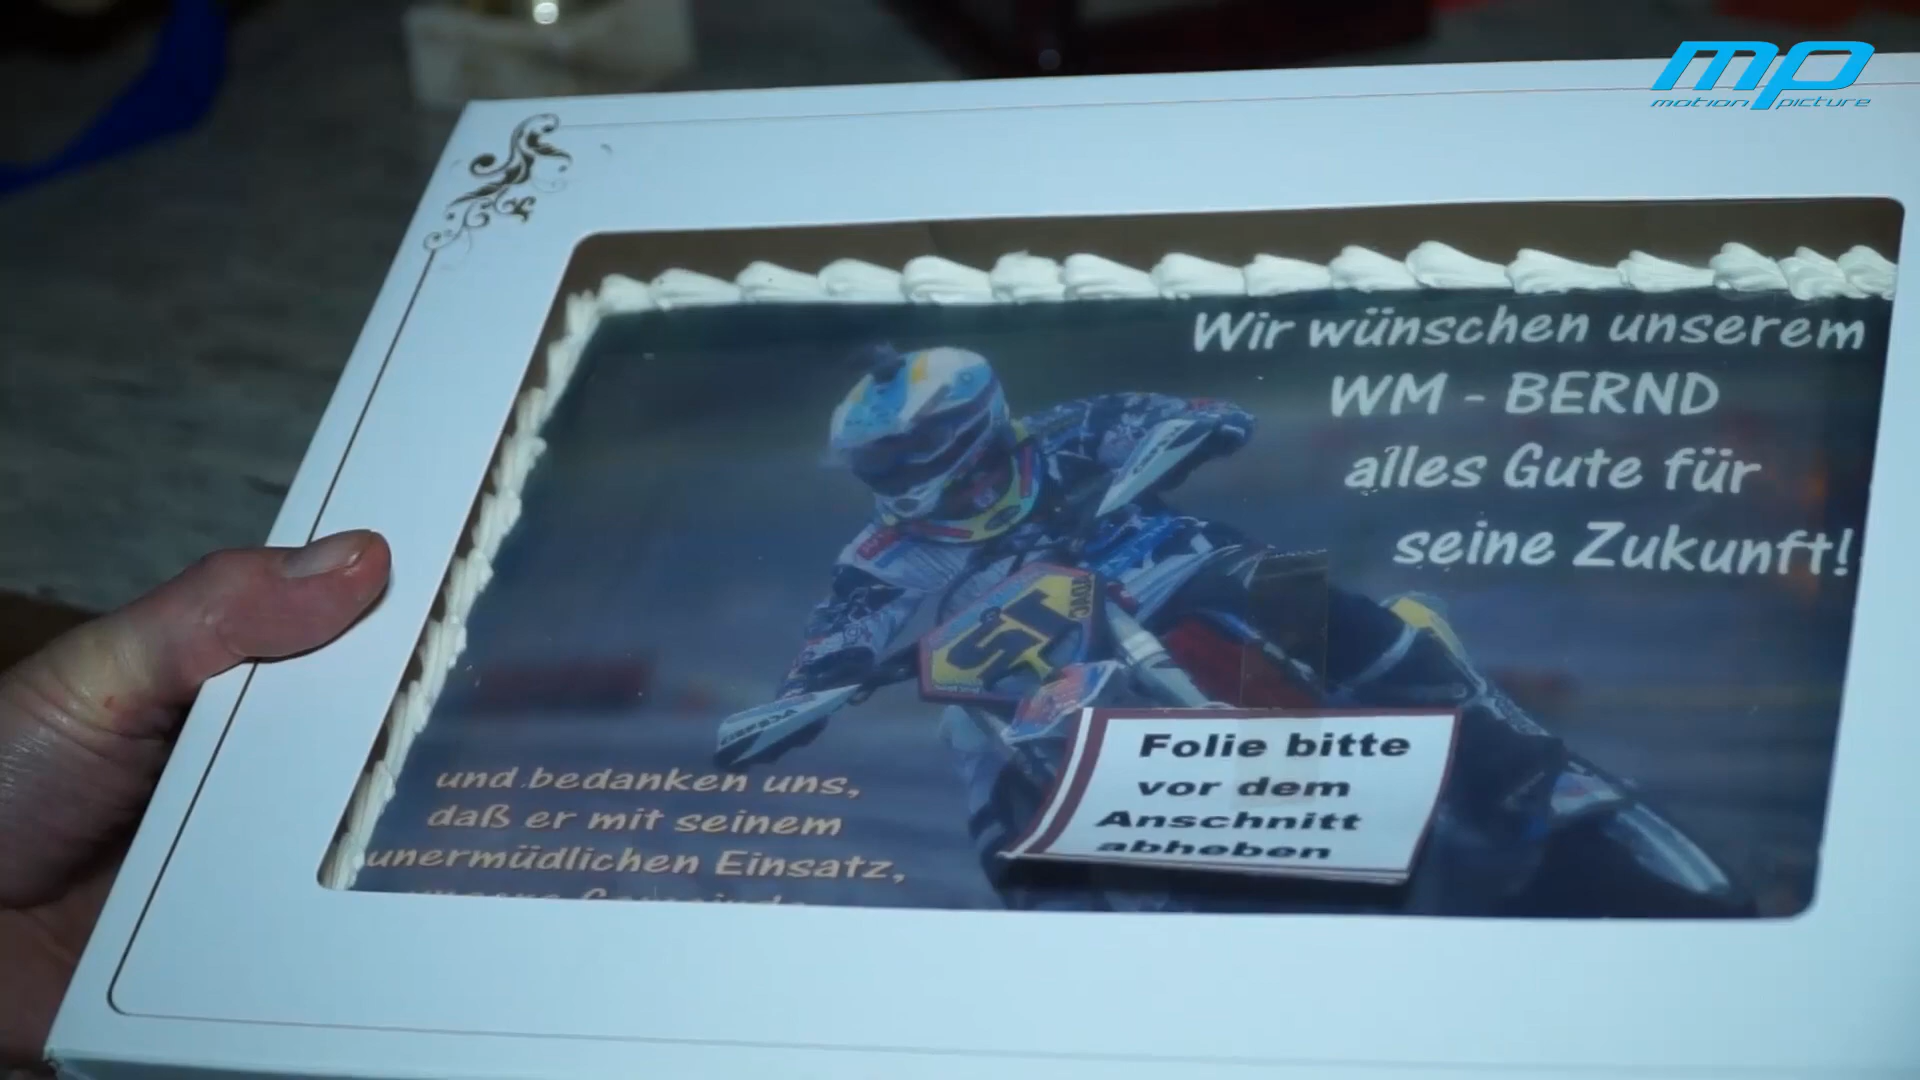 mp
motion picture
Wir wünschen unserem
WM - BERND
alles Gute für
seine Zukunft!
und bedanken uns,
daß er mit seinem
unermüdlichen Einsatz,
Folie bitte
vor dem
Anschnitt
abheben